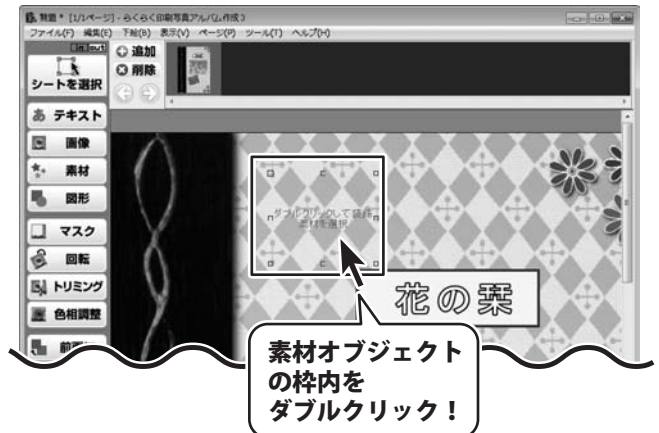 無題 * [1/1ページ] - らくらく印刷写真アルバム作成3
ファイル(F) 編集(E) 下絵(B) 表示(V) ページ(P) ツール(T) ヘルプ(H)
in out
追加
削除
シートを選択
あ テキスト
画像
素材
図形
マスク
回転
トリミング
色相調整
ダブルクリックして装飾
素材を選択
花の栞
素材オブジェクト
の枠内を
ダブルクリック！